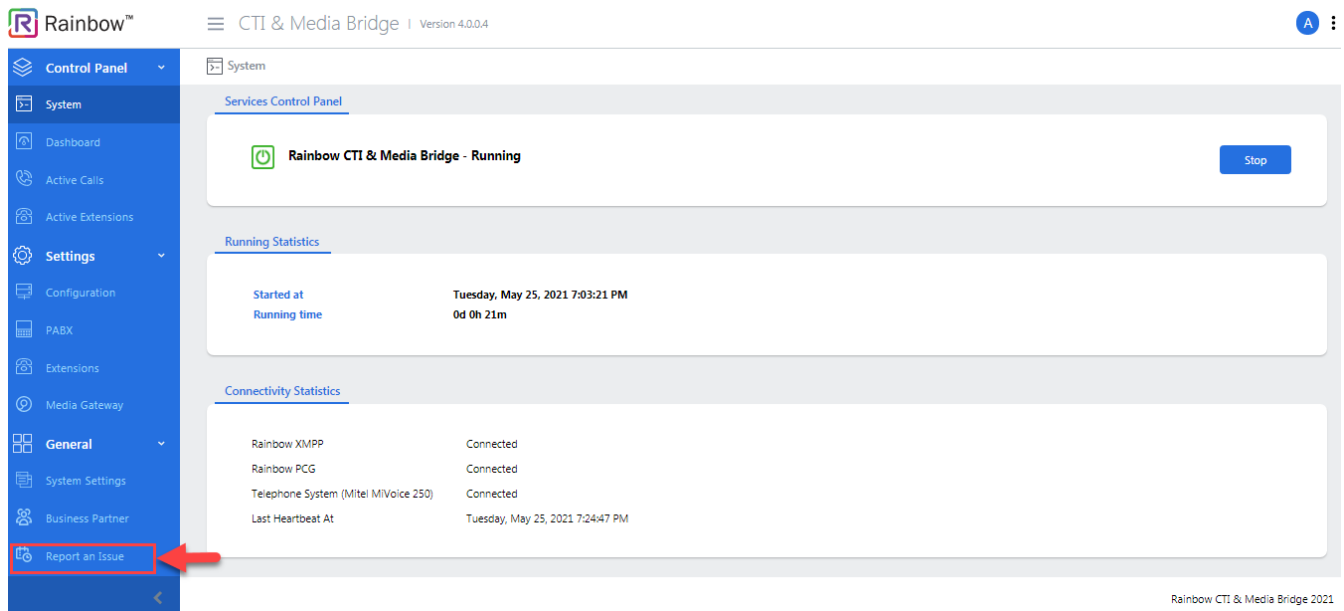 Rainbow™
CTI & Media Bridge | Version 4.0.0.4
A
Control Panel
System
Dashboard
Active Calls
Active Extensions
Settings
Configuration
PABX
Extensions
Media Gateway
General
System Settings
Business Partner
Report an Issue
System
Services Control Panel
Rainbow CTI & Media Bridge - Running
Stop
Running Statistics
Started at Tuesday, May 25, 2021 7:03:21 PM
Running time 0d 0h 21m
Connectivity Statistics
Rainbow XMPP Connected
Rainbow PCG Connected
Telephone System (Mitel MiVoice 250) Connected
Last Heartbeat At Tuesday, May 25, 2021 7:24:47 PM
Rainbow CTI & Media Bridge 2021